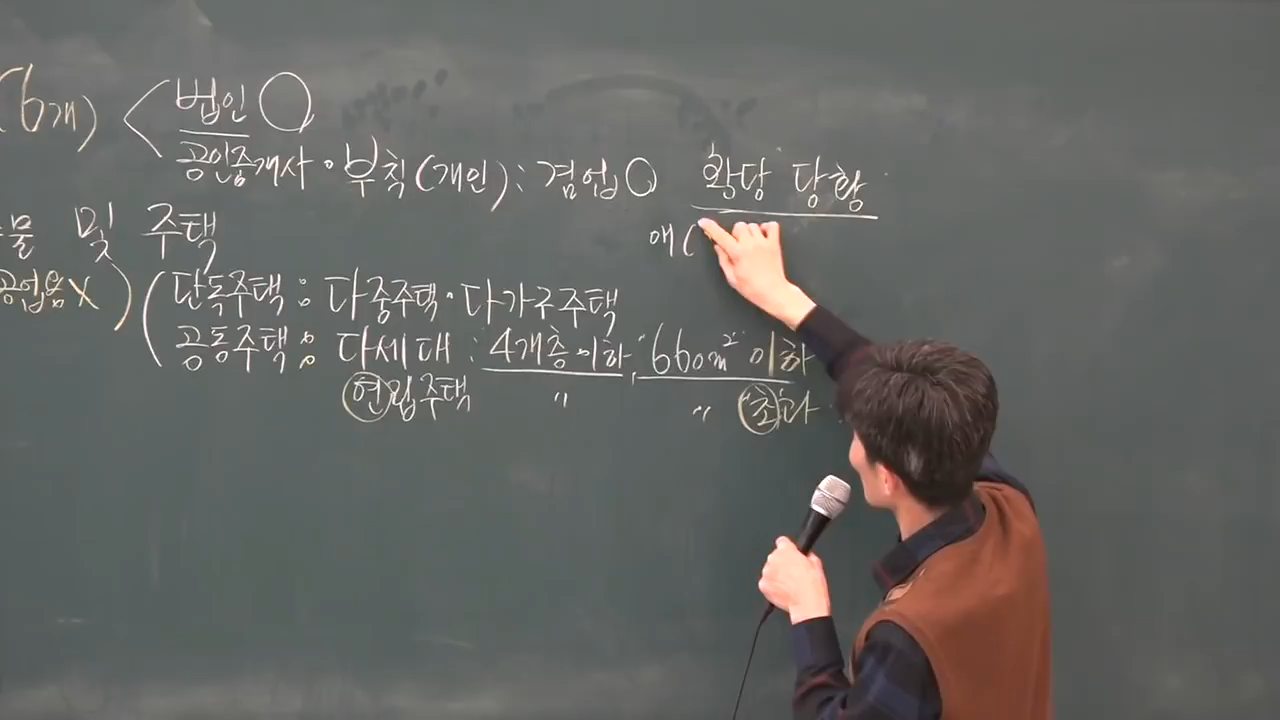 (6개) < 법인 ○
공인중개사·부칙(개인): 겸업○ 황당 당황
애(
물 및 주택
공업용X) (단독주택: 다중주택·다가구주택
공동주택: 다세대: 4개층 이하, 660m² 이하
연립주택 〃 〃 초과